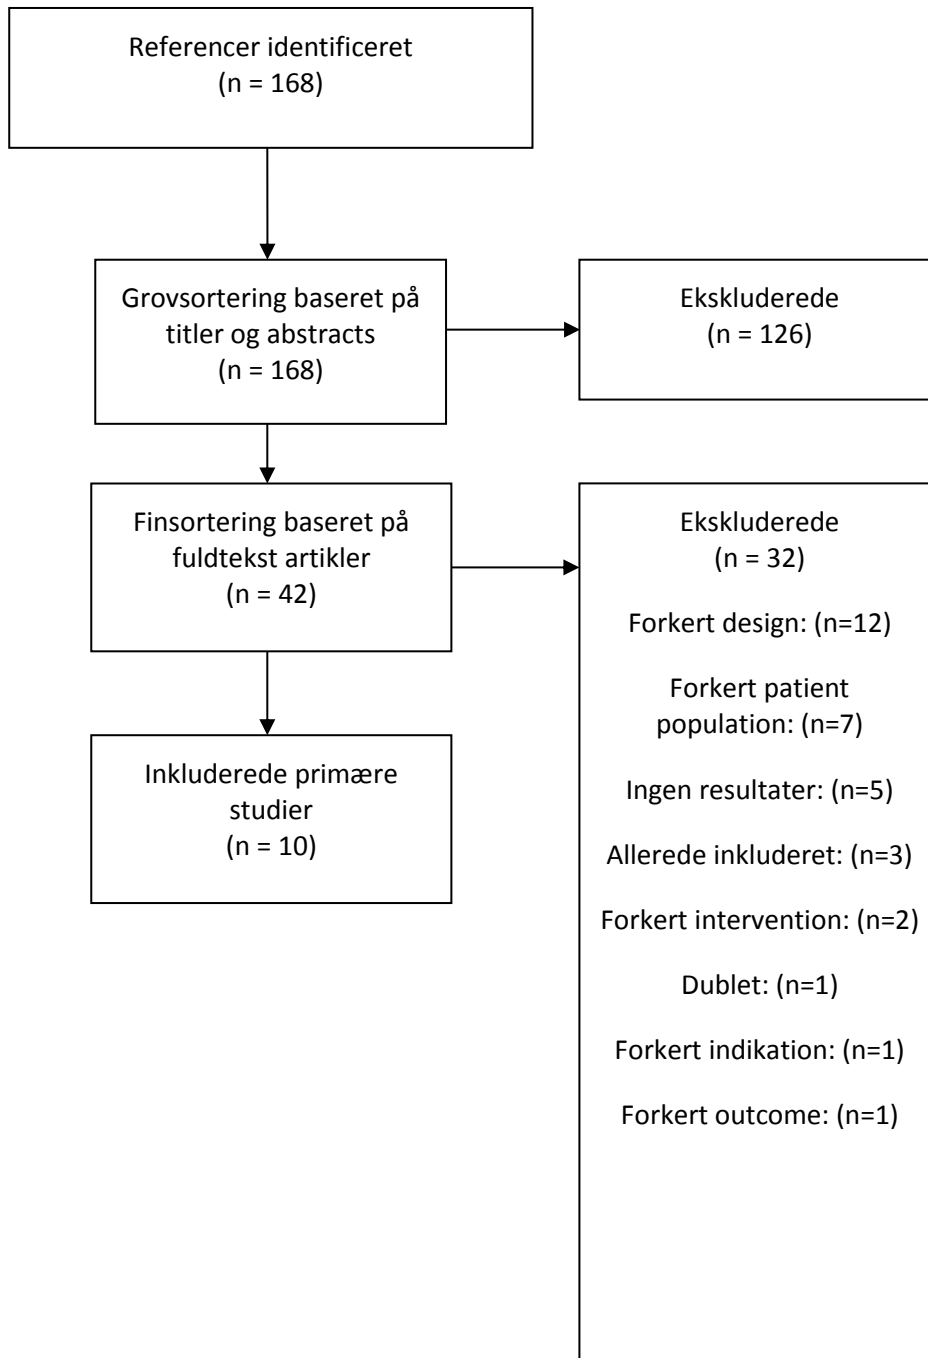 Referencer identificeret
(n = 168)
Grovsortering baseret på
titler og abstracts
(n = 168)
Ekskluderede
(n = 126)
Finsortering baseret på
fuldtekst artikler
(n = 42)
Ekskluderede
(n = 32)
Forkert design: (n=12)
Forkert patient
population: (n=7)
Ingen resultater: (n=5)
Allerede inkluderet: (n=3)
Forkert intervention: (n=2)
Dublet: (n=1)
Forkert indikation: (n=1)
Forkert outcome: (n=1)
Inkluderede primære
studier
(n = 10)